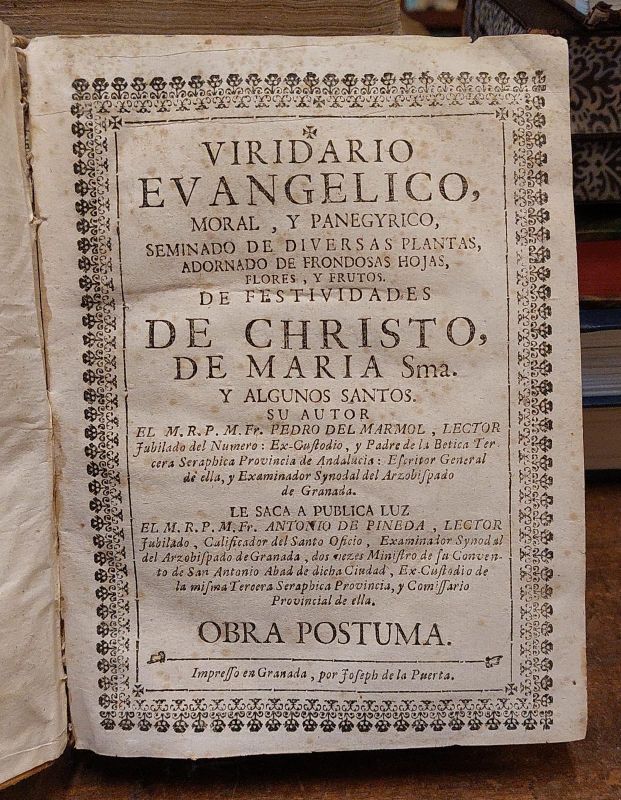 VIRIDARIO
EVANGELICO,
MORAL, Y PANEGYRICO,
SEMINADO DE DIVERSAS PLANTAS,
ADORNADO DE FRONDOSAS HOJAS,
FLORES, Y FRUTOS.
DE FESTIVIDADES
DE CHRISTO,
DE MARIA Sma.
Y ALGUNOS SANTOS.
SU AUTOR
EL M.R.P. M.Fr. PEDRO DEL MARMOL, LECTOR
Jubilado del Numero: Ex-Cuſtodio, y Padre de la Betica Ter-
cera Seraphica Provincia de Andalucia: Eſcritor General
de ella, y Examinador Synodal del Arzobiſpado
de Granada.
LE SACA A PUBLICA LUZ
EL M.R.P. M.Fr. ANTONIO DE PINEDA, LECTOR
Jubilado, Calificador del Santo Oficio, Examinador Synodal
del Arzobiſpado de Granada, dos vezes Miniſtro de ſu Conven-
to de San Antonio Abad de dicha Ciudad, Ex-Cuſtodio de
la miſma Tercera Seraphica Provincia, y Comiſſario
Provincial de ella.
OBRA POSTUMA.
Impreſſo en Granada, por Joſeph de la Puerta.